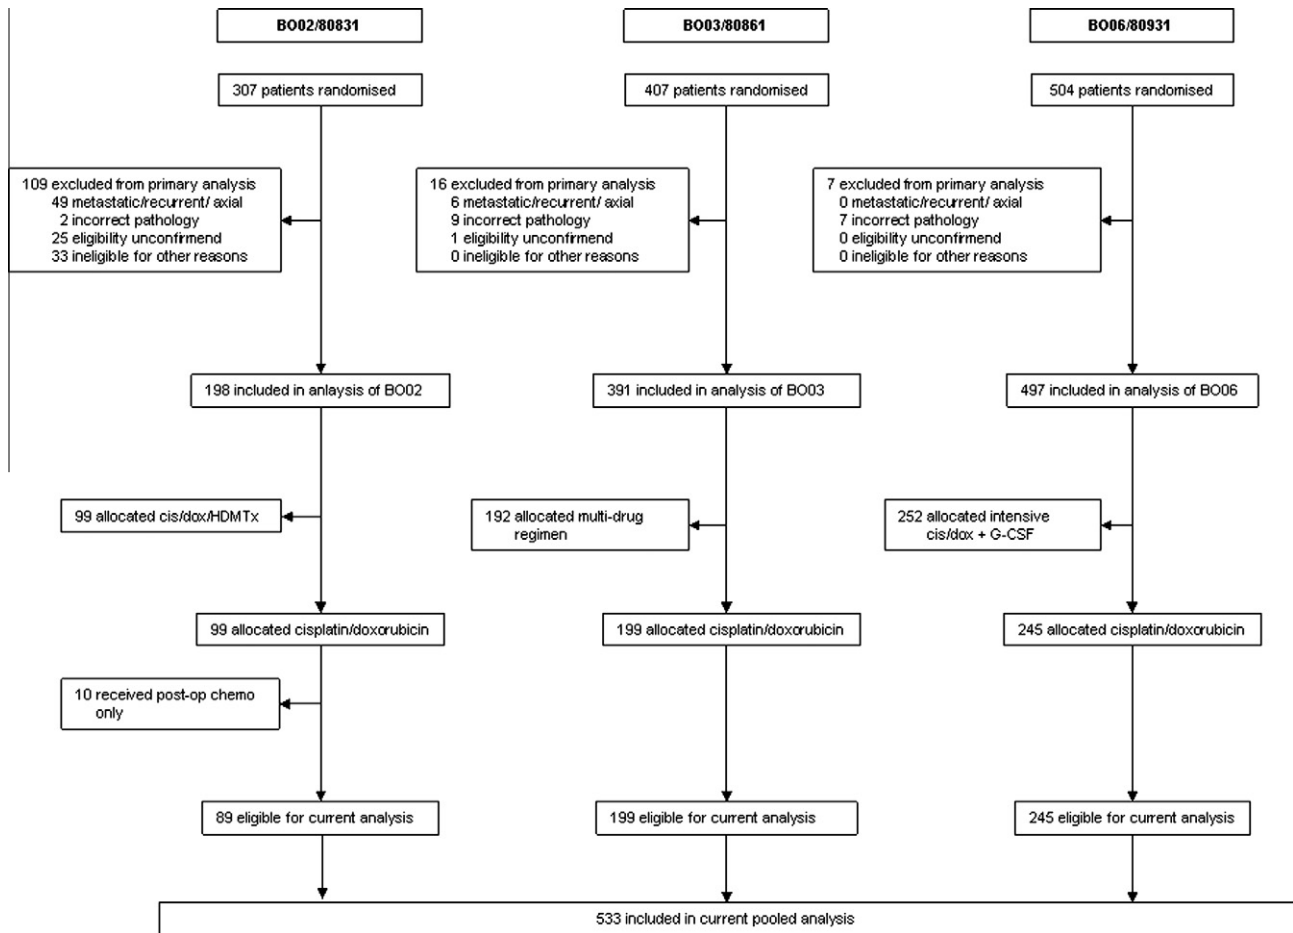 BO02/80831
BO03/80861
BO06/80931
307 patients randomised
407 patients randomised
504 patients randomised
109 excluded from primary analysis
49 metastatic/recurrent/ axial
2 incorrect pathology
25 eligibility unconfirmend
33 ineligible for other reasons
16 excluded from primary analysis
6 metastatic/recurrent/ axial
9 incorrect pathology
1 eligibility unconfirmend
0 ineligible for other reasons
7 excluded from primary analysis
0 metastatic/recurrent/ axial
7 incorrect pathology
0 eligibility unconfirmend
0 ineligible for other reasons
198 included in anlaysis of BO02
391 included in analysis of BO03
497 included in analysis of BO06
99 allocated cis/dox/HDMTx
192 allocated multi-drug
regimen
252 allocated intensive
cis/dox + G-CSF
99 allocated cisplatin/doxorubicin
199 allocated cisplatin/doxorubicin
245 allocated cisplatin/doxorubicin
10 received post-op chemo
only
89 eligible for current analysis
199 eligible for current analysis
245 eligible for current analysis
533 included in current pooled analysis